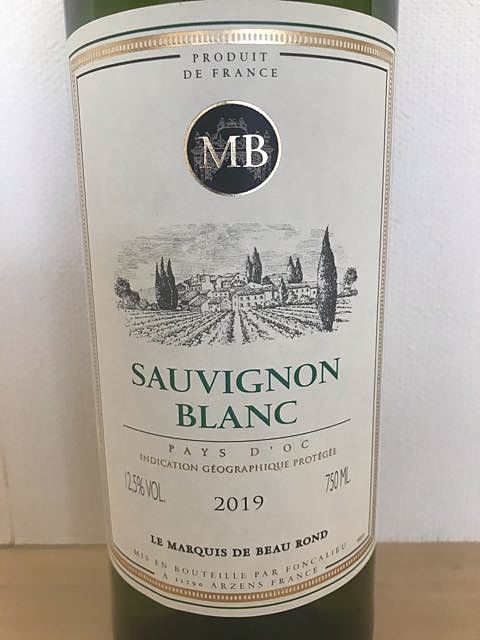 PRODUIT
DE FRANCE
MB
SAUVIGNON
BLANC
PAYS D'OC
INDICATION GÉOGRAPHIQUE PROTÉGÉE
12.5% VOL.
2019
750 ML
LE MARQUIS DE BEAU ROND
MIS EN BOUTEILLE PAR FONCALIEU
À 11290 ARZENS FRANCE